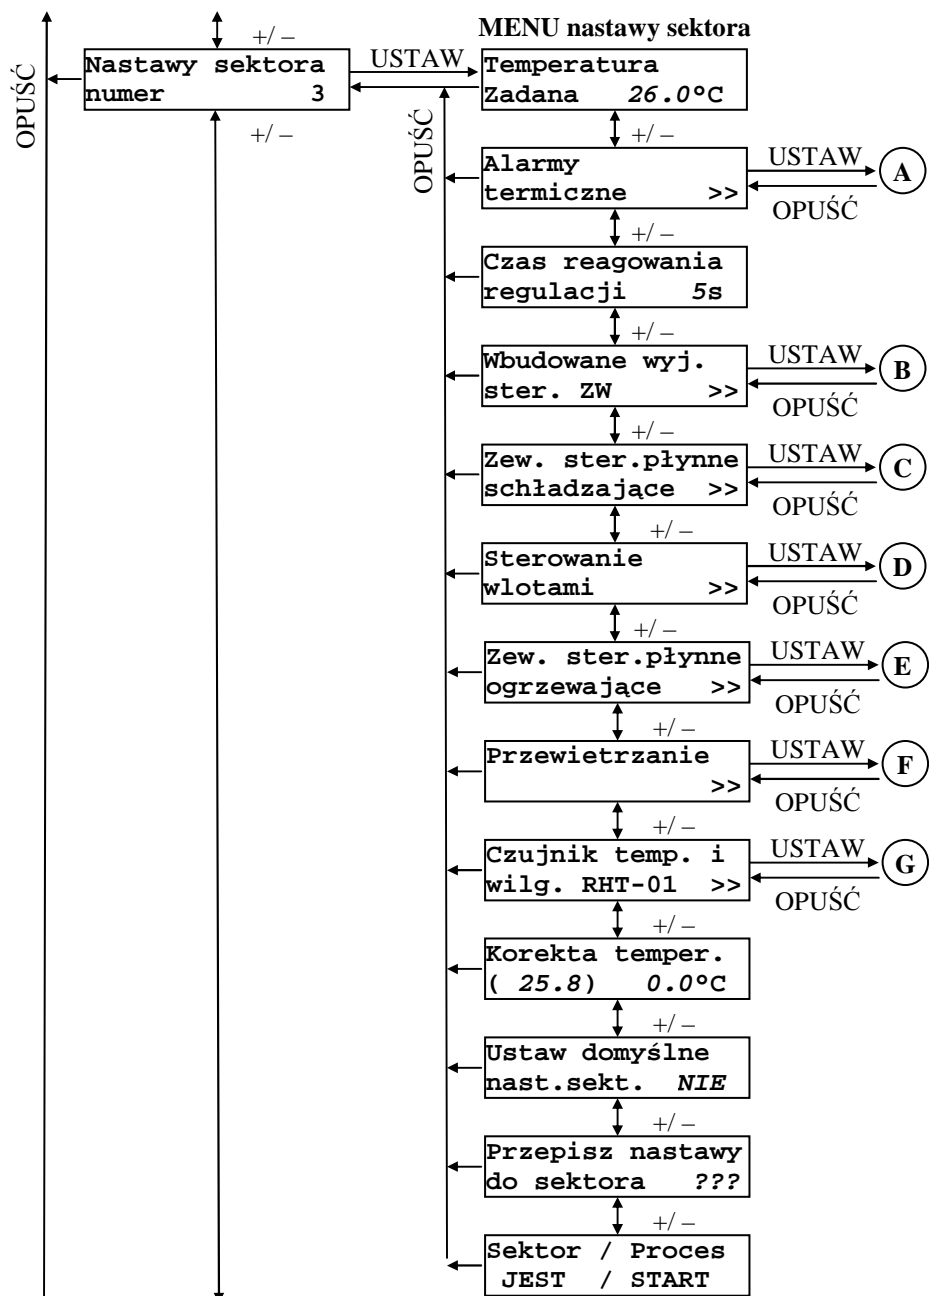 MENU nastawy sektora
+/ –
Nastawy sektora
numer 3
+/ –
OPUŚĆ
USTAW
OPUŚĆ
Temperatura
Zadana 26.0°C
+/ –
Alarmy
termiczne >>
USTAW
A
OPUŚĆ
+/ –
Czas reagowania
regulacji 5s
+/ –
Wbudowane wyj.
ster. ZW >>
USTAW
B
OPUŚĆ
+/ –
Zew. ster.płynne
schładzające >>
USTAW
C
OPUŚĆ
+/ –
Sterowanie
wlotami >>
USTAW
D
OPUŚĆ
+/ –
Zew. ster.płynne
ogrzewające >>
USTAW
E
OPUŚĆ
+/ –
Przewietrzanie
>>
USTAW
F
OPUŚĆ
+/ –
Czujnik temp. i
wilg. RHT-01 >>
USTAW
G
OPUŚĆ
+/ –
Korekta temper.
( 25.8) 0.0°C
+/ –
Ustaw domyślne
nast.sekt. NIE
+/ –
Przepisz nastawy
do sektora ???
+/ –
Sektor / Proces
JEST / START